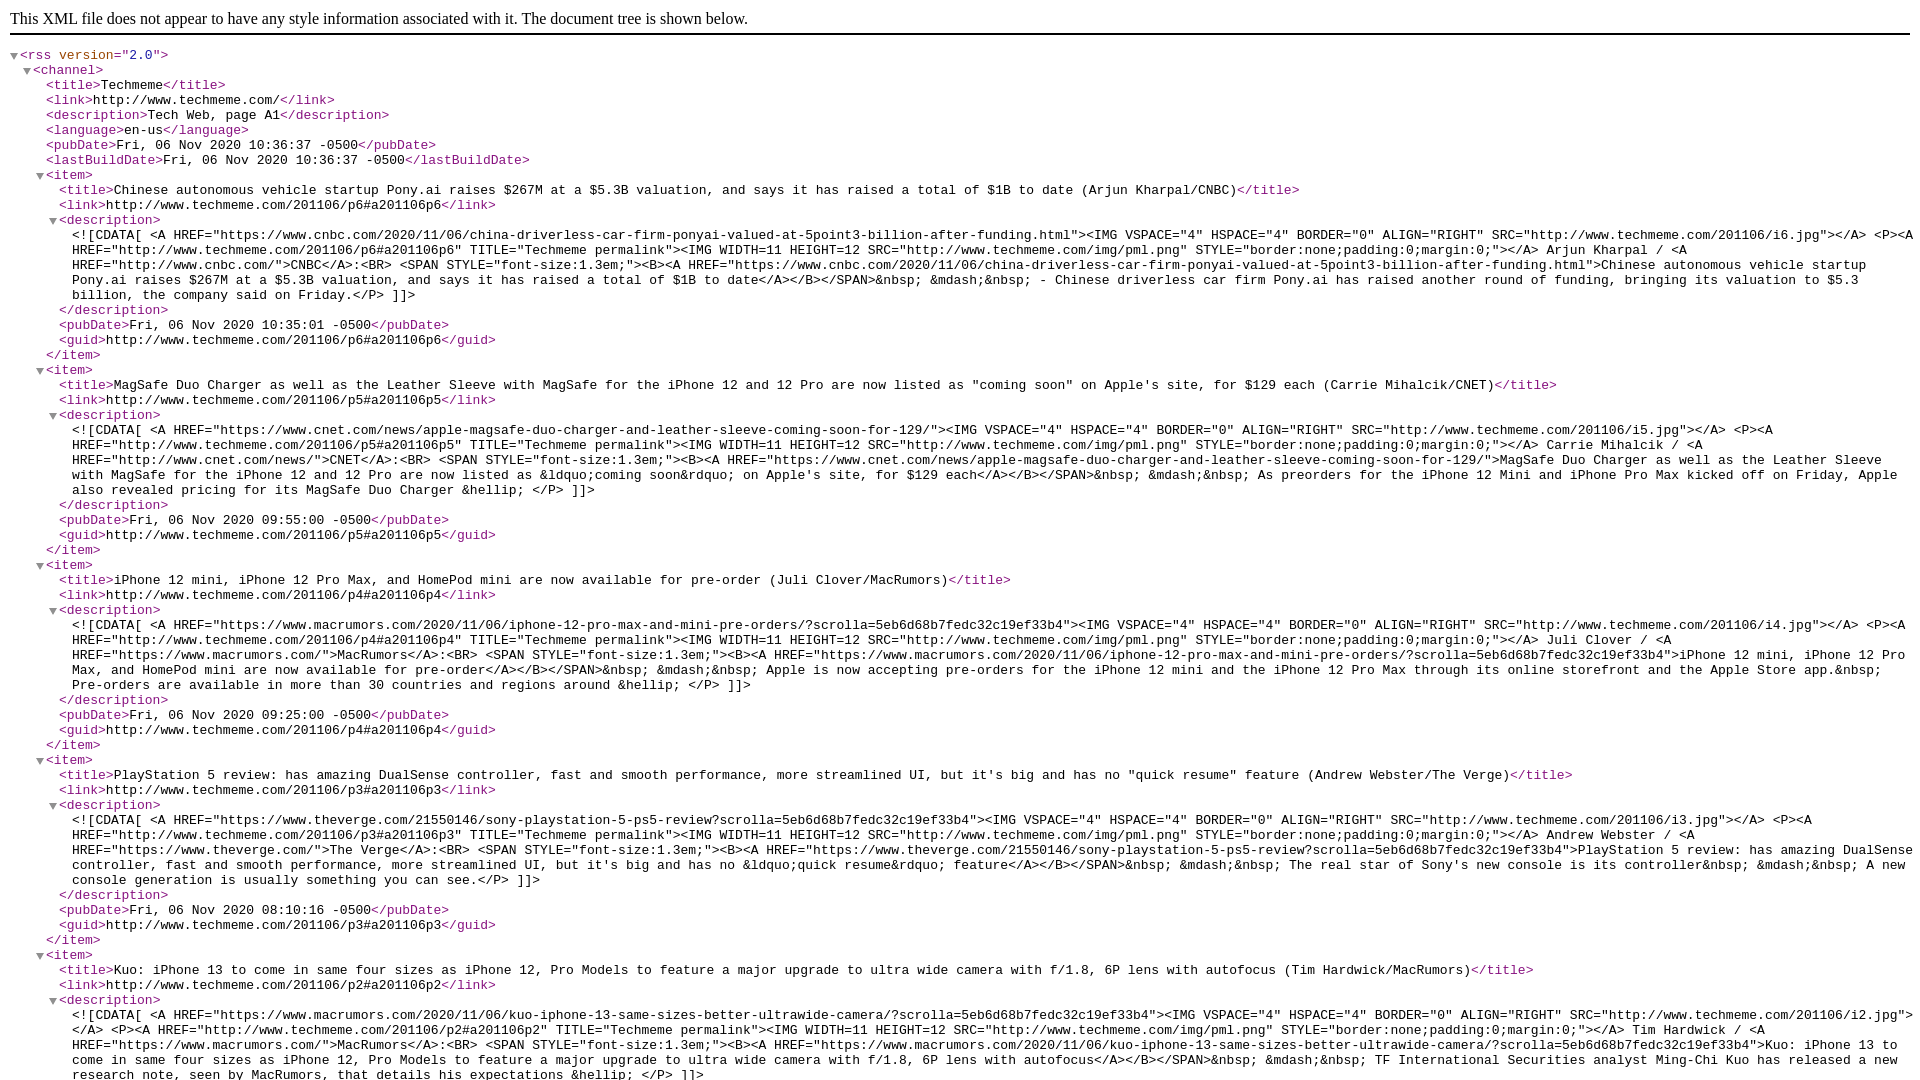 This XML file does not appear to have any style information associated with it. The document tree is shown below.
<rss version="2.0">
<channel>
<title>Techmeme</title>
<link>http://www.techmeme.com/</link>
<description>Tech Web, page A1</description>
<language>en-us</language>
<pubDate>Fri, 06 Nov 2020 10:36:37 -0500</pubDate>
<lastBuildDate>Fri, 06 Nov 2020 10:36:37 -0500</lastBuildDate>
<item>
<title>Chinese autonomous vehicle startup Pony.ai raises $267M at a $5.3B valuation, and says it has raised a total of $1B to date (Arjun Kharpal/CNBC)</title>
<link>http://www.techmeme.com/201106/p6#a201106p6</link>
<description>
<![CDATA[ <A HREF="https://www.cnbc.com/2020/11/06/china-driverless-car-firm-ponyai-valued-at-5point3-billion-after-funding.html"><IMG VSPACE="4" HSPACE="4" BORDER="0" ALIGN="RIGHT" SRC="http://www.techmeme.com/201106/i6.jpg"></A> <P><A
HREF="http://www.techmeme.com/201106/p6#a201106p6" TITLE="Techmeme permalink"><IMG WIDTH=11 HEIGHT=12 SRC="http://www.techmeme.com/img/pml.png" STYLE="border:none;padding:0;margin:0;"></A> Arjun Kharpal / <A
HREF="http://www.cnbc.com/">CNBC</A>:<BR> <SPAN STYLE="font-size:1.3em;"><B><A HREF="https://www.cnbc.com/2020/11/06/china-driverless-car-firm-ponyai-valued-at-5point3-billion-after-funding.html">Chinese autonomous vehicle startup
Pony.ai raises $267M at a $5.3B valuation, and says it has raised a total of $1B to date</A></B></SPAN>&nbsp; &mdash;&nbsp; - Chinese driverless car firm Pony.ai has raised another round of funding, bringing its valuation to $5.3
billion, the company said on Friday.</P> ]]>
</description>
<pubDate>Fri, 06 Nov 2020 10:35:01 -0500</pubDate>
<guid>http://www.techmeme.com/201106/p6#a201106p6</guid>
</item>
<item>
<title>MagSafe Duo Charger as well as the Leather Sleeve with MagSafe for the iPhone 12 and 12 Pro are now listed as "coming soon" on Apple's site, for $129 each (Carrie Mihalcik/CNET)</title>
<link>http://www.techmeme.com/201106/p5#a201106p5</link>
<description>
<![CDATA[ <A HREF="https://www.cnet.com/news/apple-magsafe-duo-charger-and-leather-sleeve-coming-soon-for-129/"><IMG VSPACE="4" HSPACE="4" BORDER="0" ALIGN="RIGHT" SRC="http://www.techmeme.com/201106/i5.jpg"></A> <P><A
HREF="http://www.techmeme.com/201106/p5#a201106p5" TITLE="Techmeme permalink"><IMG WIDTH=11 HEIGHT=12 SRC="http://www.techmeme.com/img/pml.png" STYLE="border:none;padding:0;margin:0;"></A> Carrie Mihalcik / <A
HREF="http://www.cnet.com/news/">CNET</A>:<BR> <SPAN STYLE="font-size:1.3em;"><B><A HREF="https://www.cnet.com/news/apple-magsafe-duo-charger-and-leather-sleeve-coming-soon-for-129/">MagSafe Duo Charger as well as the Leather Sleeve
with MagSafe for the iPhone 12 and 12 Pro are now listed as &ldquo;coming soon&rdquo; on Apple's site, for $129 each</A></B></SPAN>&nbsp; &mdash;&nbsp; As preorders for the iPhone 12 Mini and iPhone Pro Max kicked off on Friday, Apple
also revealed pricing for its MagSafe Duo Charger &hellip; </P> ]]>
</description>
<pubDate>Fri, 06 Nov 2020 09:55:00 -0500</pubDate>
<guid>http://www.techmeme.com/201106/p5#a201106p5</guid>
</item>
<item>
<title>iPhone 12 mini, iPhone 12 Pro Max, and HomePod mini are now available for pre-order (Juli Clover/MacRumors)</title>
<link>http://www.techmeme.com/201106/p4#a201106p4</link>
<description>
<![CDATA[ <A HREF="https://www.macrumors.com/2020/11/06/iphone-12-pro-max-and-mini-pre-orders/?scrolla=5eb6d68b7fedc32c19ef33b4"><IMG VSPACE="4" HSPACE="4" BORDER="0" ALIGN="RIGHT" SRC="http://www.techmeme.com/201106/i4.jpg"></A> <P><A
HREF="http://www.techmeme.com/201106/p4#a201106p4" TITLE="Techmeme permalink"><IMG WIDTH=11 HEIGHT=12 SRC="http://www.techmeme.com/img/pml.png" STYLE="border:none;padding:0;margin:0;"></A> Juli Clover / <A
HREF="https://www.macrumors.com/">MacRumors</A>:<BR> <SPAN STYLE="font-size:1.3em;"><B><A HREF="https://www.macrumors.com/2020/11/06/iphone-12-pro-max-and-mini-pre-orders/?scrolla=5eb6d68b7fedc32c19ef33b4">iPhone 12 mini, iPhone 12 Pro
Max, and HomePod mini are now available for pre-order</A></B></SPAN>&nbsp; &mdash;&nbsp; Apple is now accepting pre-orders for the iPhone 12 mini and the iPhone 12 Pro Max through its online storefront and the Apple Store app.&nbsp;
Pre-orders are available in more than 30 countries and regions around &hellip; </P> ]]>
</description>
<pubDate>Fri, 06 Nov 2020 09:25:00 -0500</pubDate>
<guid>http://www.techmeme.com/201106/p4#a201106p4</guid>
</item>
<item>
<title>PlayStation 5 review: has amazing DualSense controller, fast and smooth performance, more streamlined UI, but it's big and has no "quick resume" feature (Andrew Webster/The Verge)</title>
<link>http://www.techmeme.com/201106/p3#a201106p3</link>
<description>
<![CDATA[ <A HREF="https://www.theverge.com/21550146/sony-playstation-5-ps5-review?scrolla=5eb6d68b7fedc32c19ef33b4"><IMG VSPACE="4" HSPACE="4" BORDER="0" ALIGN="RIGHT" SRC="http://www.techmeme.com/201106/i3.jpg"></A> <P><A
HREF="http://www.techmeme.com/201106/p3#a201106p3" TITLE="Techmeme permalink"><IMG WIDTH=11 HEIGHT=12 SRC="http://www.techmeme.com/img/pml.png" STYLE="border:none;padding:0;margin:0;"></A> Andrew Webster / <A
HREF="https://www.theverge.com/">The Verge</A>:<BR> <SPAN STYLE="font-size:1.3em;"><B><A HREF="https://www.theverge.com/21550146/sony-playstation-5-ps5-review?scrolla=5eb6d68b7fedc32c19ef33b4">PlayStation 5 review: has amazing DualSense
controller, fast and smooth performance, more streamlined UI, but it's big and has no &ldquo;quick resume&rdquo; feature</A></B></SPAN>&nbsp; &mdash;&nbsp; The real star of Sony's new console is its controller&nbsp; &mdash;&nbsp; A new
console generation is usually something you can see.</P> ]]>
</description>
<pubDate>Fri, 06 Nov 2020 08:10:16 -0500</pubDate>
<guid>http://www.techmeme.com/201106/p3#a201106p3</guid>
</item>
<item>
<title>Kuo: iPhone 13 to come in same four sizes as iPhone 12, Pro Models to feature a major upgrade to ultra wide camera with f/1.8, 6P lens with autofocus (Tim Hardwick/MacRumors)</title>
<link>http://www.techmeme.com/201106/p2#a201106p2</link>
<description>
<![CDATA[ <A HREF="https://www.macrumors.com/2020/11/06/kuo-iphone-13-same-sizes-better-ultrawide-camera/?scrolla=5eb6d68b7fedc32c19ef33b4"><IMG VSPACE="4" HSPACE="4" BORDER="0" ALIGN="RIGHT" SRC="http://www.techmeme.com/201106/i2.jpg">
</A> <P><A HREF="http://www.techmeme.com/201106/p2#a201106p2" TITLE="Techmeme permalink"><IMG WIDTH=11 HEIGHT=12 SRC="http://www.techmeme.com/img/pml.png" STYLE="border:none;padding:0;margin:0;"></A> Tim Hardwick / <A
HREF="https://www.macrumors.com/">MacRumors</A>:<BR> <SPAN STYLE="font-size:1.3em;"><B><A HREF="https://www.macrumors.com/2020/11/06/kuo-iphone-13-same-sizes-better-ultrawide-camera/?scrolla=5eb6d68b7fedc32c19ef33b4">Kuo: iPhone 13 to
come in same four sizes as iPhone 12, Pro Models to feature a major upgrade to ultra wide camera with f/1.8, 6P lens with autofocus</A></B></SPAN>&nbsp; &mdash;&nbsp; TF International Securities analyst Ming-Chi Kuo has released a new
research note, seen by MacRumors, that details his expectations &hellip; </P> ]]>